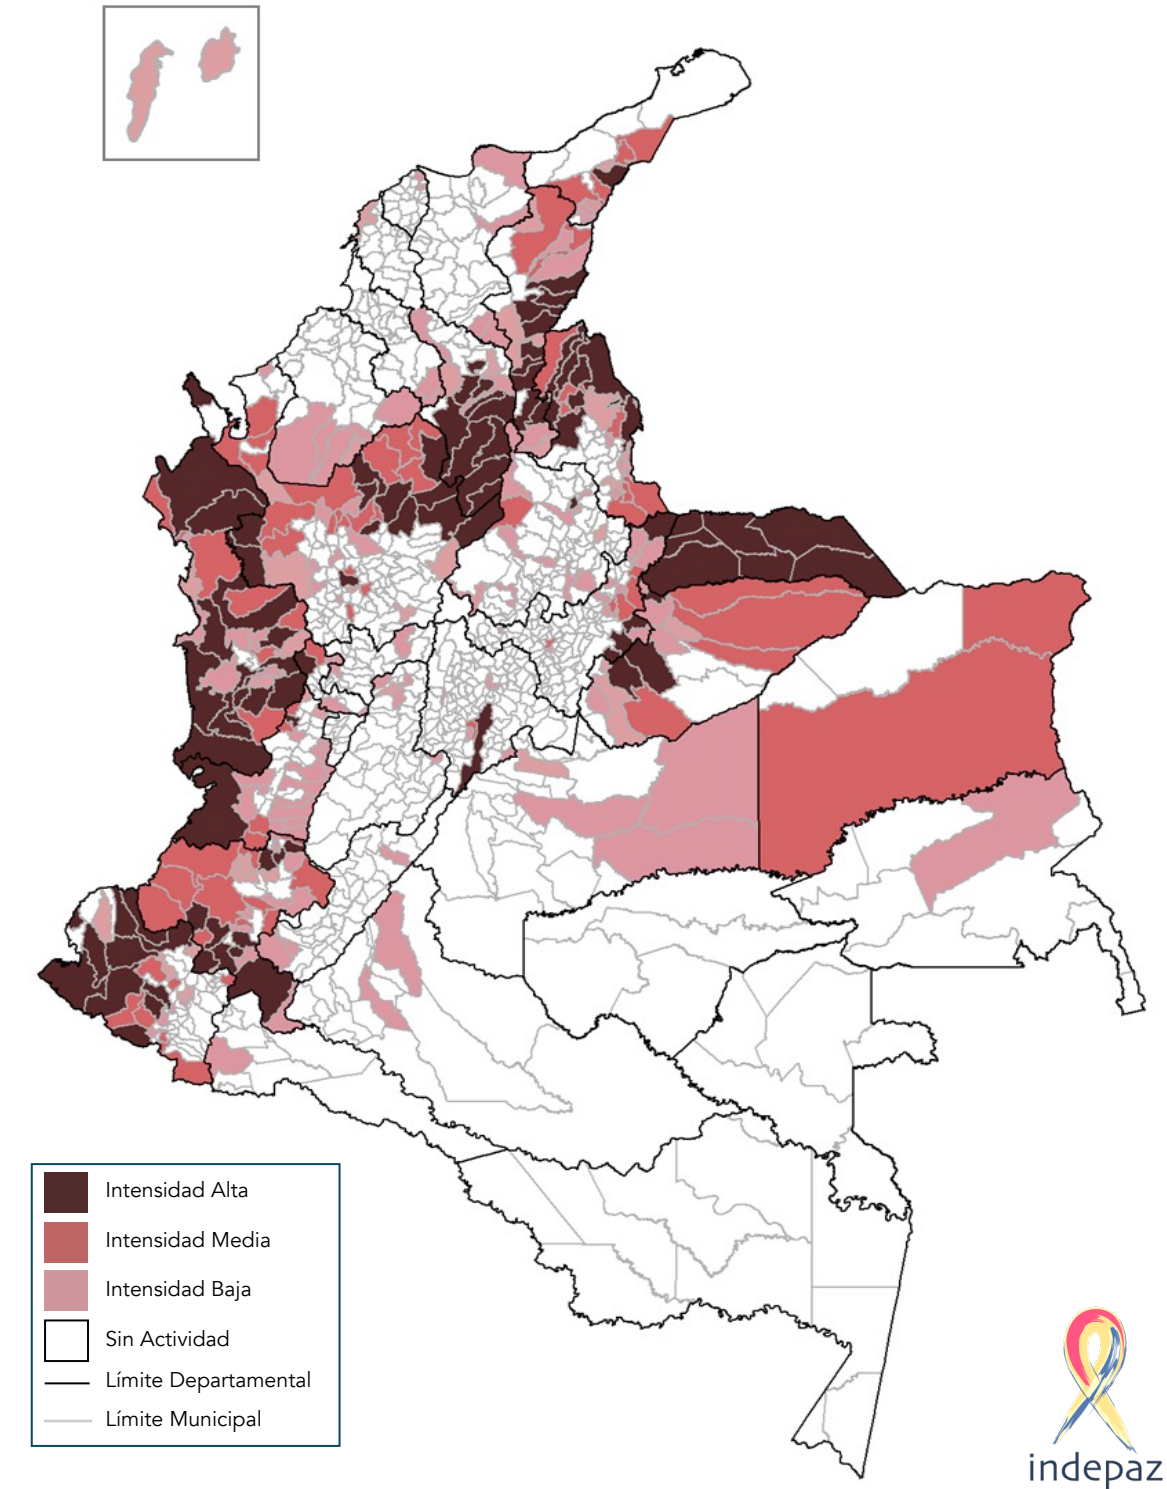 Intensidad Alta
Intensidad Media
Intensidad Baja
Sin Actividad
Límite Departamental
Límite Municipal
indepaz